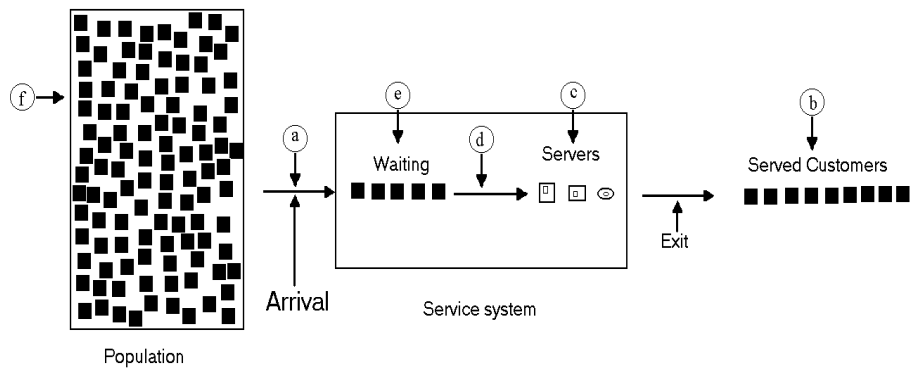 f
e
c
b
a
d
Waiting
Servers
Served Customers
Arrival
Exit
Service system
Population